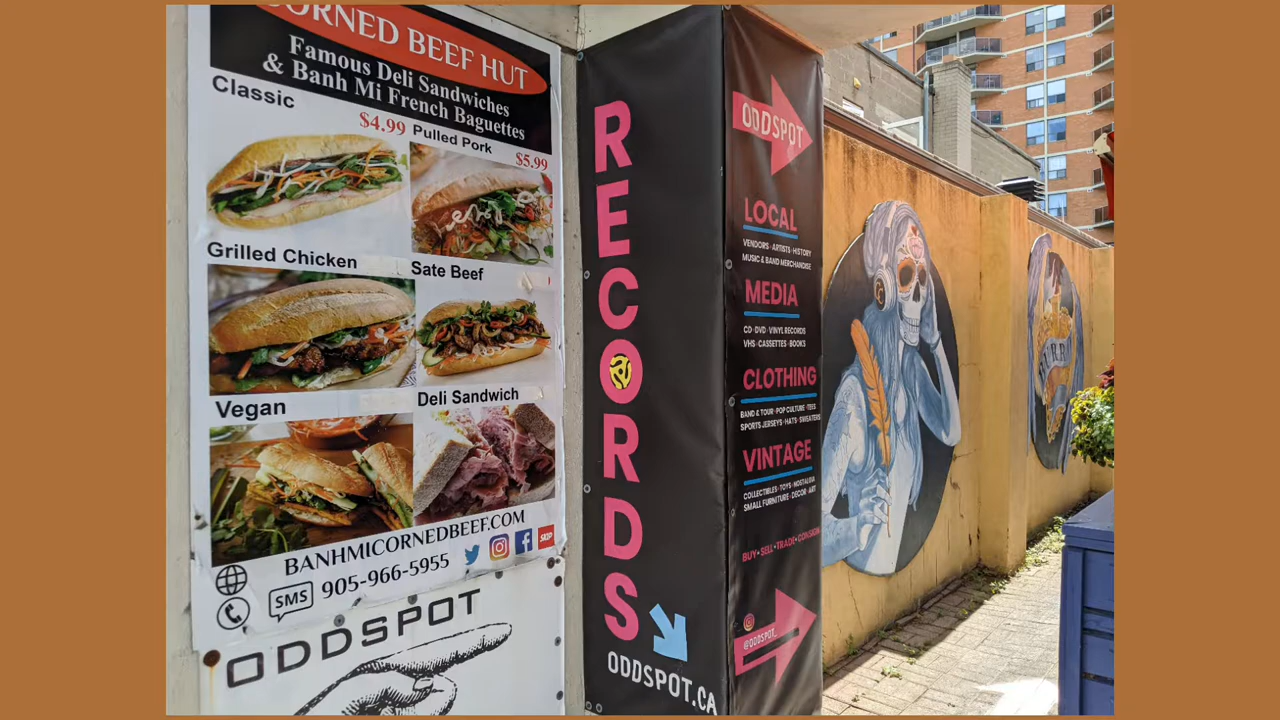 CORNED BEEF HUT
Famous Deli Sandwiches
& Banh Mi French Baguettes
Classic
$4.99
Pulled Pork
$5.99
Grilled Chicken
Sate Beef
Vegan
Deli Sandwich
BANHMICORNEDBEEF.COM
SMS 905-966-5955
SKIP
ODDSPOT
RECORDS
ODDSPOT.CA
ODDSPOT
LOCAL
VENDORS·ARTISTS·HISTORY
MUSIC & BAND MERCHANDISE
MEDIA
CD·DVD·VINYL RECORDS
VHS·CASSETTES·BOOKS
CLOTHING
BAND & TOUR·POP CULTURE·TEES
SPORTS JERSEYS·HATS·SWEATERS
VINTAGE
COLLECTIBLES·TOYS·NOSTALGIA
SMALL FURNITURE·DECOR·ART
BUY•SELL•TRADE•CONSIGN
@ODDSPOT_